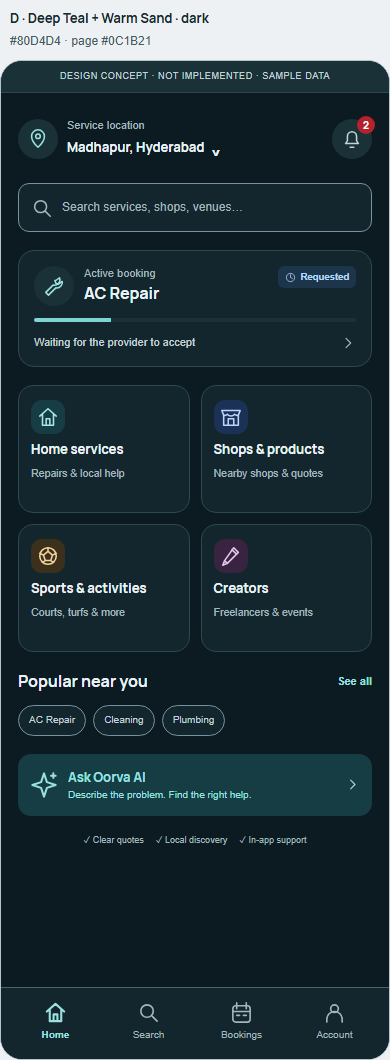 D · Deep Teal + Warm Sand · dark
#80D4D4 · page #0C1B21
DESIGN CONCEPT · NOT IMPLEMENTED · SAMPLE DATA
Service location
Madhapur, Hyderabad
2
Search services, shops, venues...
Active booking
AC Repair
Requested
Waiting for the provider to accept
Home services
Repairs & local help
Shops & products
Nearby shops & quotes
Sports & activities
Courts, turfs & more
Creators
Freelancers & events
Popular near you
See all
AC Repair
Cleaning
Plumbing
Ask Oorva AI
Describe the problem. Find the right help.
✓ Clear quotes ✓ Local discovery ✓ In-app support
Home
Search
Bookings
Account